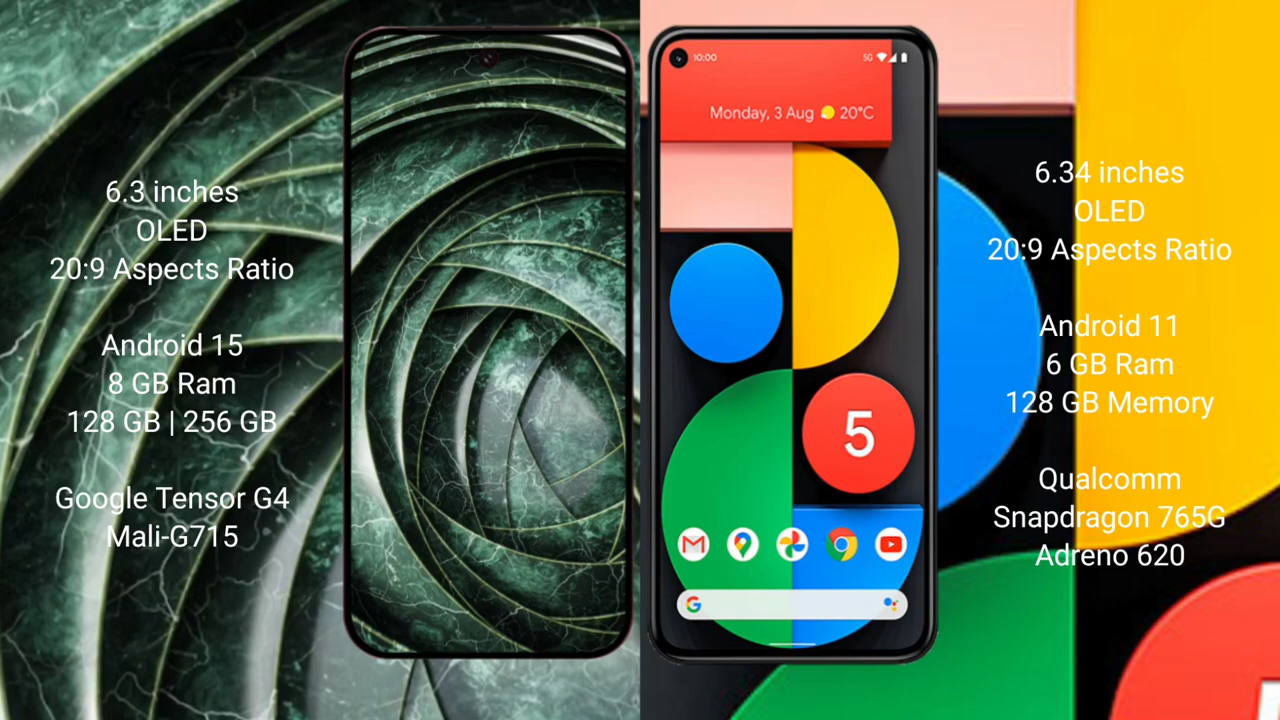 6.3 inches
OLED
20:9 Aspects Ratio
Android 15
8 GB Ram
128 GB | 256 GB
Google Tensor G4
Mali-G715
10:00
5G
Monday, 3 Aug 20°C
5
6.34 inches
OLED
20:9 Aspects Ratio
Android 11
6 GB Ram
128 GB Memory
Qualcomm
Snapdragon 765G
Adreno 620